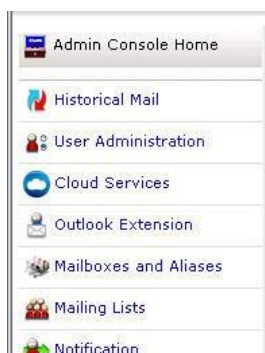 Admin Console Home
Historical Mail
User Administration
Cloud Services
Outlook Extension
Mailboxes and Aliases
Mailing Lists
Notification